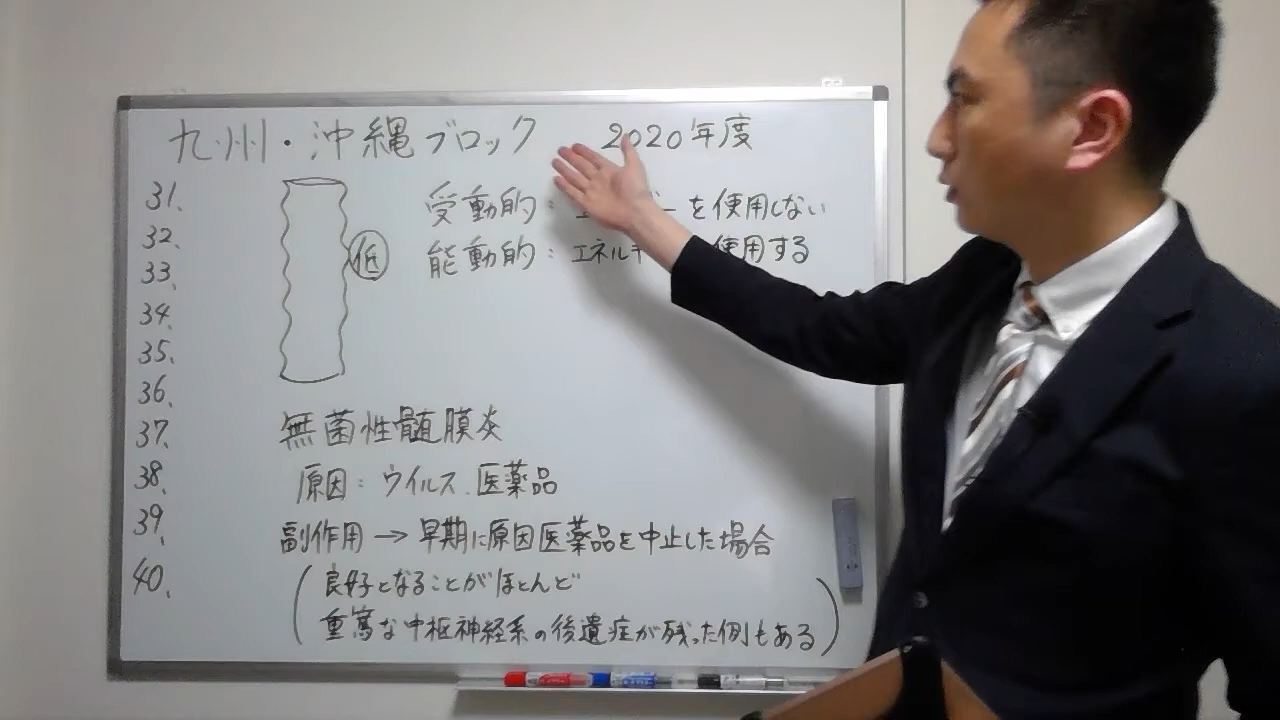 九州・沖縄ブロック 2020年度
31、
32、
33、
34、
35、
36、
37、
38、
39、
40、
低
受動的：ーを使用しない
能動的：エネルギ使用する
無菌性髄膜炎
原因：ウイルス、医薬品
副作用→早期に原因医薬品を中止した場合
(良好となることがほとんど
重篤な中枢神経系の後遺症が残った例もある)